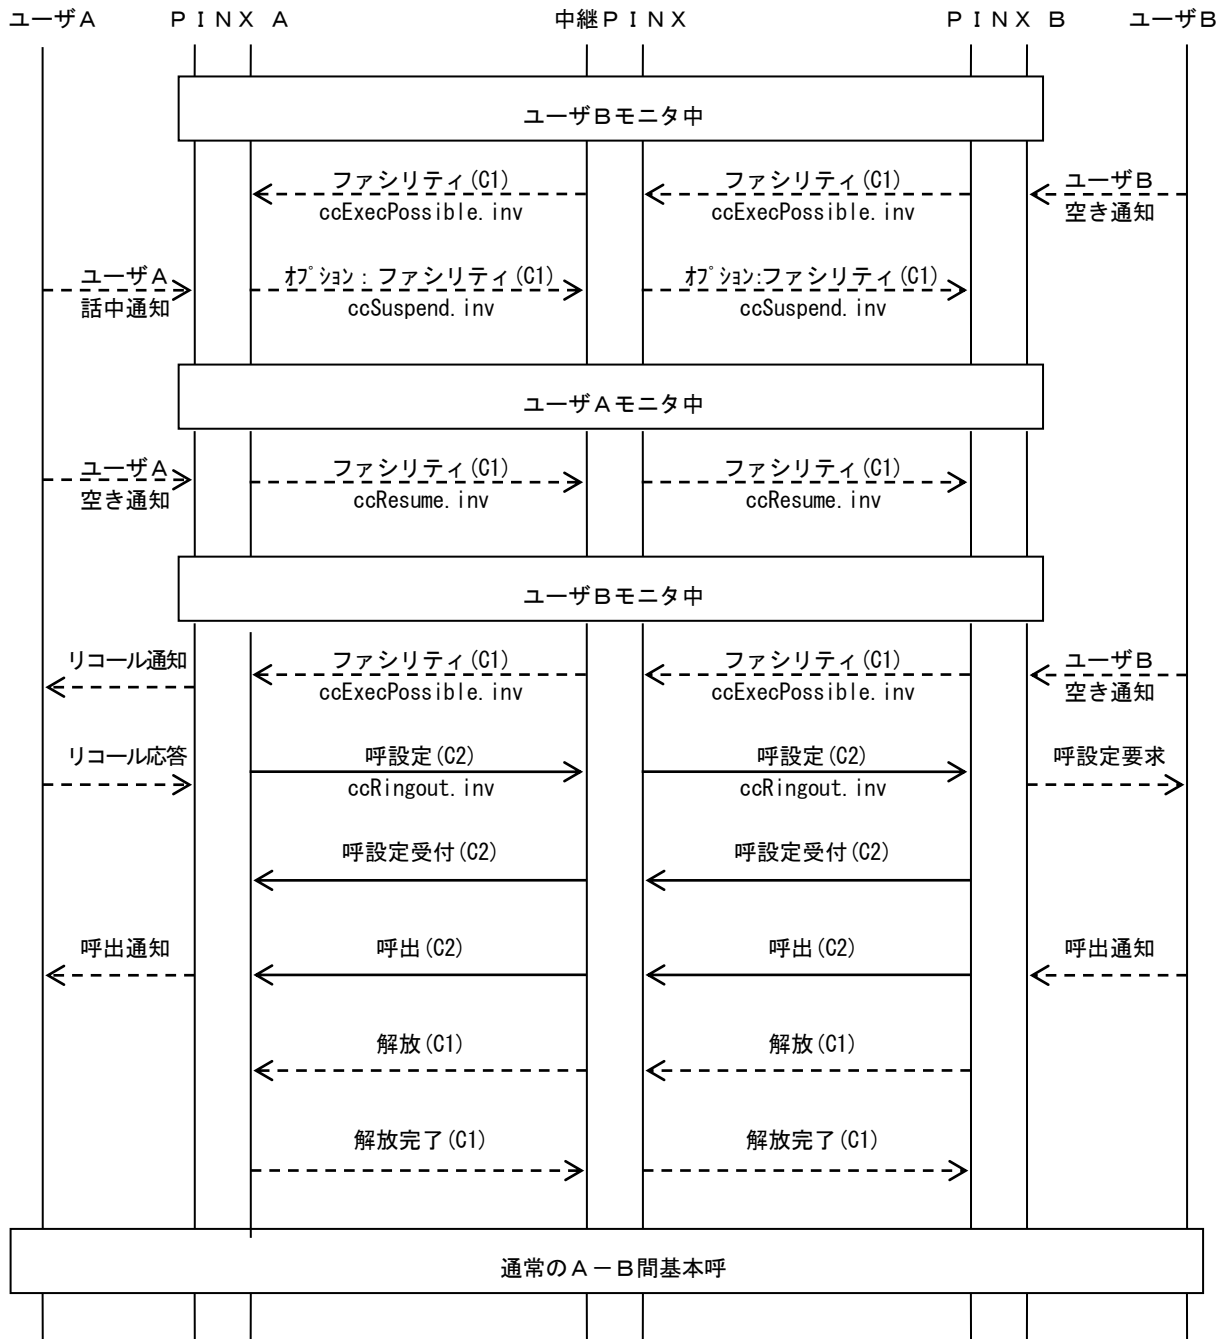 ユーザA ＰＩＮＸ Ａ 中継ＰＩＮＸ ＰＩＮＸ Ｂ ユーザＢ
ユーザＢモニタ中
ファシリティ(C1) ファシリティ(C1) ユーザＢ
ccExecPossible.inv ccExecPossible.inv 空き通知
ユーザＡ ｵﾌﾟｼｮﾝ：ファシリティ(C1) ｵﾌﾟｼｮﾝ:ファシリティ(C1)
話中通知 ccSuspend.inv ccSuspend.inv
ユーザＡモニタ中
ユーザＡ ファシリティ(C1) ファシリティ(C1)
空き通知 ccResume.inv ccResume.inv
ユーザＢモニタ中
リコール通知 ファシリティ(C1) ファシリティ(C1) ユーザＢ
ccExecPossible.inv ccExecPossible.inv 空き通知
リコール応答 呼設定(C2) 呼設定(C2) 呼設定要求
ccRingout.inv ccRingout.inv
呼設定受付(C2) 呼設定受付(C2)
呼出通知 呼出(C2) 呼出(C2) 呼出通知
解放(C1) 解放(C1)
解放完了(C1) 解放完了(C1)
通常のＡ－Ｂ間基本呼